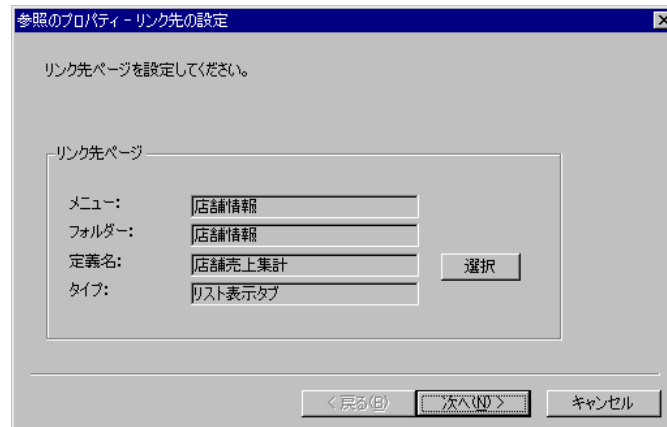 参照のプロパティ - リンク先の設定
リンク先ページを設定してください。
リンク先ページ
メニュー: 店舗情報
フォルダー: 店舗情報
定義名: 店舗売上集計 選択
タイプ: リスト表示タブ
< 戻る(B) 次へ(N) > キャンセル